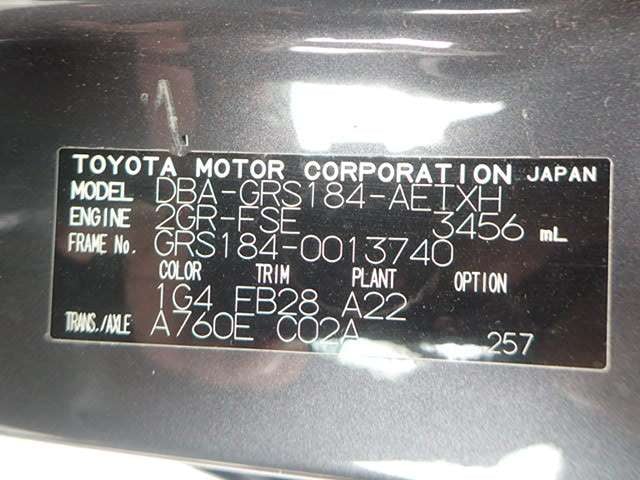 TOYOTA MOTOR CORPORATION JAPAN
MODEL DBA-GRS184-AETXH
ENGINE 2GR-FSE 3456 mL
FRAME No. GRS184-0013740
COLOR TRIM PLANT OPTION
1G4 FB28 A22
TRANS./AXLE A760E C02A 257